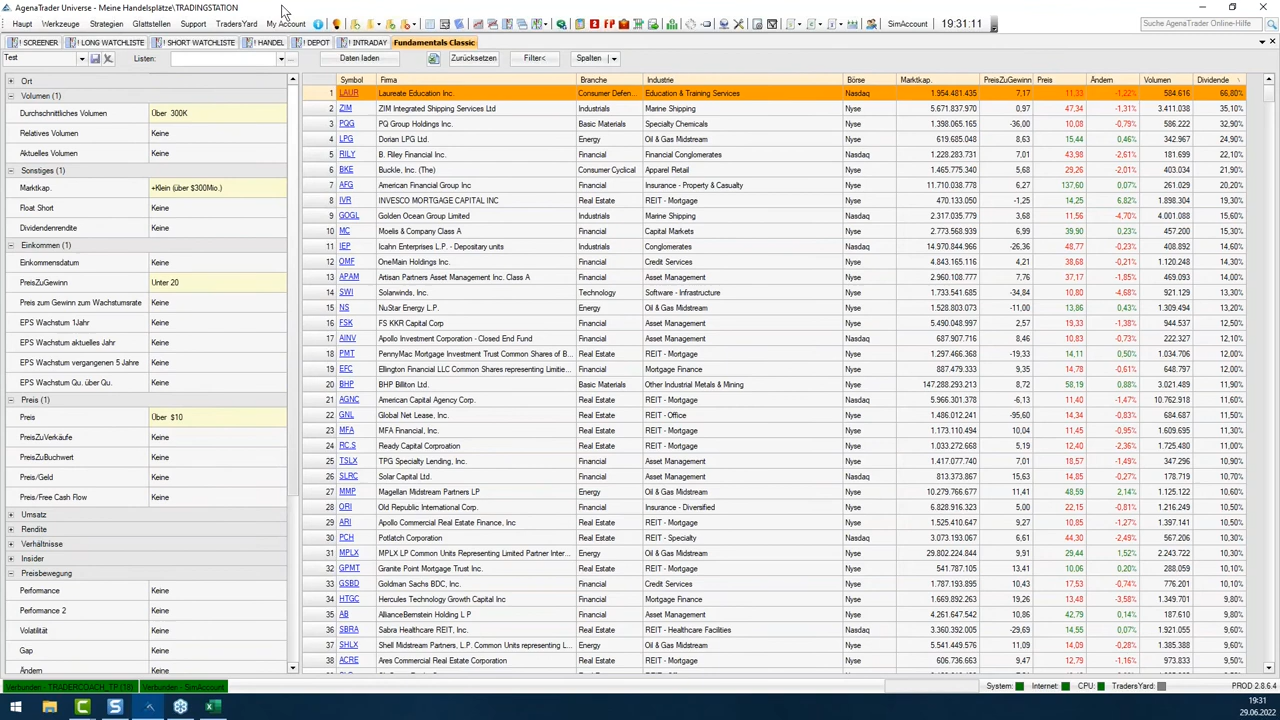 AgenaTrader Universe - Meine Handelsplätze\TRADINGSTATION
Haupt Werkzeuge Strategien Glattstellen Support TradersYard My Account SimAccount 19:31:11 Suche AgenaTrader Online-Hilfe
! SCREENER ! LONG WATCHLISTE ! SHORT WATCHLISTE ! HANDEL ! DEPOT ! INTRADAY Fundamentals Classic
Test Listen: ... Daten laden Zurücksetzen Filter< Spalten
Ort
Volumen (1)
Durchschnittliches Volumen Über 300K
Relatives Volumen Keine
Aktuelles Volumen Keine
Sonstiges (1)
Marktkap. +Klein (über $300Mio.)
Float Short Keine
Dividendenrendite Keine
Einkommen (1)
Einkommensdatum Keine
PreisZuGewinn Unter 20
Preis zum Gewinn zum Wachstumsrate Keine
EPS Wachstum 1Jahr Keine
EPS Wachstum aktuelles Jahr Keine
EPS Wachstum vergangenen 5 Jahre Keine
EPS Wachstum Qu. über Qu. Keine
Preis (1)
Preis Über $10
PreisZuVerkäufe Keine
PreisZuBuchwert Keine
Preis/Geld Keine
Preis/Free Cash Flow Keine
Umsatz
Rendite
Verhältnisse
Insider
Preisbewegung
Perfomance Keine
Performance 2 Keine
Volatilität Keine
Gap Keine
Ändern Keine
Symbol Firma Branche Industrie Börse Marktkap. PreisZuGewinn Preis Ändern Volumen Dividende
1 LAUR Laureate Education Inc. Consumer Defen... Education & Training Services Nasdaq 1.954.481.435 7,17 11,33 -1,22% 584.616 66,80%
2 ZIM ZIM Integrated Shipping Services Ltd Industrials Marine Shipping Nyse 5.671.837.970 0,97 47,34 -1,31% 3.411.038 35,10%
3 PQG PQ Group Holdings Inc. Basic Materials Specialty Chemicals Nyse 1.398.065.165 -36,00 10,08 -0,79% 586.222 32,90%
4 LPG Dorian LPG Ltd. Energy Oil & Gas Midstream Nyse 619.685.048 8,63 15,44 0,46% 342.967 24,90%
5 RILY B. Riley Financial Inc. Financial Financial Conglomerates Nasdaq 1.228.283.731 7,01 43,98 -2,61% 181.699 22,10%
6 BKE Buckle, Inc. (The) Consumer Cyclical Apparel Retail Nyse 1.465.775.340 5,68 29,26 -2,01% 403.034 21,90%
7 AFG American Financial Group Inc Financial Insurance - Property & Casualty Nyse 11.710.038.778 6,27 137,60 0,07% 261.029 20,20%
8 IVR INVESCO MORTGAGE CAPITAL INC Real Estate REIT - Mortgage Nyse 470.133.050 -1,37 14,25 6,82% 1.898.304 19,30%
9 GOGL Golden Ocean Group Limited Industrials Marine Shipping Nasdaq 2.317.035.779 3,68 11,56 -4,70% 4.001.088 15,60%
10 MC Moelis & Company Class A Financial Capital Markets Nyse 2.773.568.939 6,99 39,90 0,23% 457.200 15,30%
11 IEP Icahn Enterprises L.P. - Depositary units Industrials Conglomerates Nasdaq 14.970.844.966 -26,36 48,77 -0,23% 408.892 14,60%
12 OMF OneMain Holdings Inc. Financial Credit Services Nyse 4.843.165.116 4,21 38,68 -0,21% 1.120.248 14,30%
13 APAM Artisan Partners Asset Management Inc. Class A Financial Asset Management Nyse 2.960.108.777 7,76 37,17 -1,85% 469.093 14,00%
14 SWI Solarwinds, Inc. Technology Software - Infrastructure Nyse 1.733.541.685 -34,84 10,80 -4,68% 921.129 13,30%
15 NS NuStar Energy L.P. Energy Oil & Gas Midstream Nyse 1.528.803.073 -11,00 13,86 0,43% 1.309.494 13,20%
16 FSK FS KKR Capital Corp Financial Asset Management Nyse 5.490.048.997 2,57 19,33 -1,38% 944.537 12,50%
17 AINV Apollo Investment Corporation - Closed End Fund Financial Asset Management Nasdaq 687.907.716 8,46 10,83 -0,73% 222.327 12,10%
18 PMT PennyMac Mortgage Investment Trust Common Shares of B... Real Estate REIT - Mortgage Nyse 1.297.466.368 -19,33 14,11 0,50% 1.034.706 12,00%
19 EFC Ellington Financial LLC Common Shares representing Limitie... Financial Mortgage Finance Nyse 887.479.333 9,35 14,78 -0,61% 648.797 12,00%
20 BHP BHP Billiton Ltd. Basic Materials Other Industrial Metals & Mining Nyse 147.288.293.213 8,72 58,19 0,88% 3.021.489 11,90%
21 AGNC American Capital Agency Corp. Real Estate REIT - Mortgage Nasdaq 5.966.301.378 -6,13 11,40 -1,47% 10.762.918 11,60%
22 GNL Global Net Lease, Inc. Real Estate REIT - Office Nyse 1.486.012.241 -95,60 14,34 -0,83% 684.687 11,50%
23 MFA MFA Financial, Inc. Real Estate REIT - Mortgage Nyse 1.173.110.494 10,04 11,45 -0,95% 1.609.695 11,30%
24 RC.S Ready Capital Corproation Real Estate REIT - Mortgage Nyse 1.033.272.668 5,19 12,40 -2,36% 1.725.480 11,00%
25 TSLX TPG Specialty Lending, Inc. Financial Asset Management Nyse 1.417.077.740 7,01 18,57 -1,49% 347.296 10,90%
26 SLRC Solar Capital Ltd. Financial Asset Management Nasdaq 813.373.867 15,63 14,85 -0,27% 178.769 10,70%
27 MMP Magellan Midstream Partners LP Energy Oil & Gas Midstream Nyse 10.279.766.677 11,41 48,59 2,14% 1.125.122 10,60%
28 ORI Old Republic International Corp. Financial Insurance - Diversified Nyse 6.828.916.323 5,00 22,15 -0,81% 1.216.249 10,50%
29 ARI Apollo Commercial Real Estate Finance, Inc Real Estate REIT - Mortgage Nyse 1.525.410.627 9,27 10,85 -1,27% 1.397.141 10,50%
30 PCH Potlatch Corporation Real Estate REIT - Specialty Nasdaq 3.073.193.067 6,61 44,30 -2,49% 567.206 10,30%
31 MPLX MPLX LP Common Units Representing Limited Partner Inter... Energy Oil & Gas Midstream Nyse 29.802.224.844 9,91 29,44 1,52% 2.243.722 10,30%
32 GPMT Granite Point Mortgage Trust Inc. Real Estate REIT - Mortgage Nyse 541.787.105 13,41 10,06 0,20% 288.059 10,10%
33 GSBD Goldman Sachs BDC, Inc. Financial Credit Services Nyse 1.787.193.895 10,43 17,53 -0,74% 776.201 10,10%
34 HTGC Hercules Technology Growth Capital Inc Financial Asset Management Nyse 1.669.892.263 19,26 13,43 -3,58% 1.349.701 9,80%
35 AB AllianceBernstein Holding L P Financial Asset Management Nyse 4.261.647.542 10,86 42,79 0,14% 187.610 9,80%
36 SBRA Sabra Healthcare REIT, Inc. Real Estate REIT - Healthcare Facilities Nasdaq 3.360.392.005 -29,69 14,55 0,07% 1.921.055 9,60%
37 SHLX Shell Midstream Partners, L.P. Common Units representing L... Energy Oil & Gas Midstream Nyse 5.541.449.576 11,09 14,09 -0,28% 1.385.388 9,60%
38 ACRE Ares Commercial Real Estate Corporation Real Estate REIT - Mortgage Nyse 606.736.663 9,47 12,79 -1,16% 973.833 9,50%
Verbunden - TRADERCOACH_TP (18) Verbunden - SimAccount System: Internet: CPU: TradersYard: PROD 2.8.6.4
19:31
29.06.2022